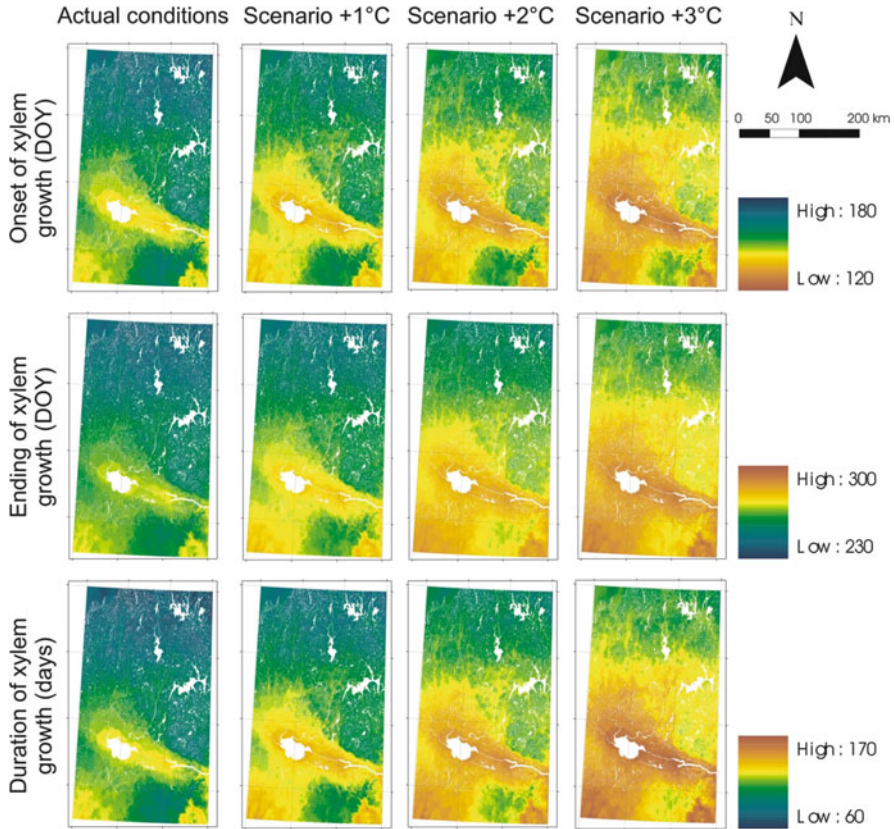 Actual conditions Scenario +1°C Scenario +2°C Scenario +3°C
N
0 50 100 200 km
Onset of xylem
growth (DOY)
High : 180
Low : 120
Ending of xylem
growth (DOY)
High : 300
Low : 230
Duration of xylem
growth (days)
High : 170
Low : 60